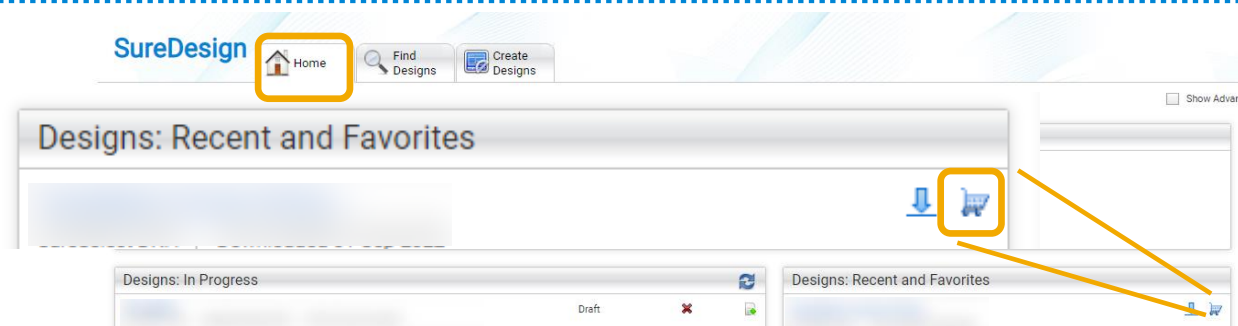 SureDesign
Home
Find
Designs
Create
Designs
Show Advan
Designs: Recent and Favorites
Designs: In Progress
Designs: Recent and Favorites
Draft